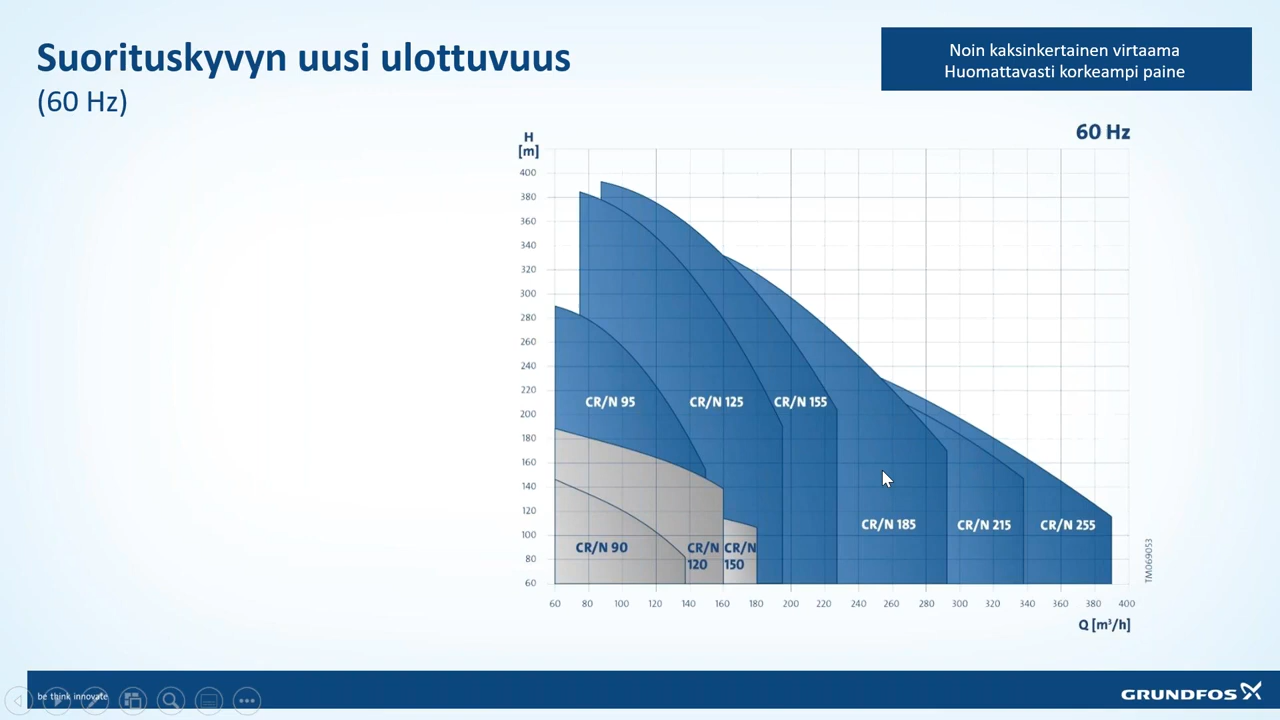 Suorituskyvyn uusi ulottuvuus
(60 Hz)
Noin kaksinkertainen virtaama
Huomattavasti korkeampi paine
60 Hz
H
[m]
400
380
360
340
320
300
280
260
240
220
200
180
160
140
120
100
80
60
CR/N 95
CR/N 125
CR/N 155
CR/N 185
CR/N 215
CR/N 255
CR/N 90
CR/N
120
CR/N
150
60 80 100 120 140 160 180 200 220 240 260 280 300 320 340 360 380 400
Q [m³/h]
TM069053
be think innovate
GRUNDFOS